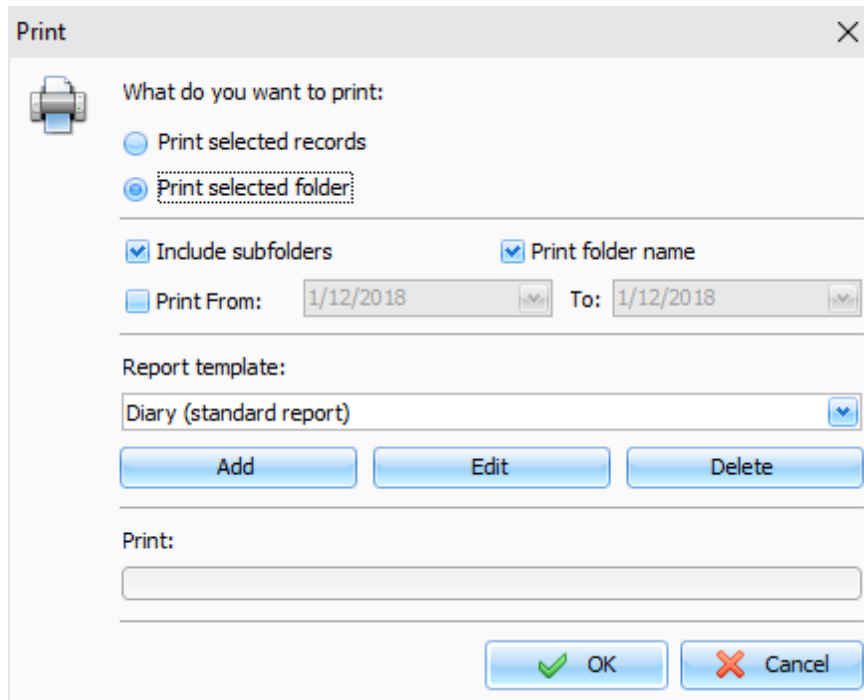 Print
What do you want to print:
Print selected records
Print selected folder
Include subfolders Print folder name
Print From: 1/12/2018 To: 1/12/2018
Report template:
Diary (standard report)
Add Edit Delete
Print:
OK Cancel